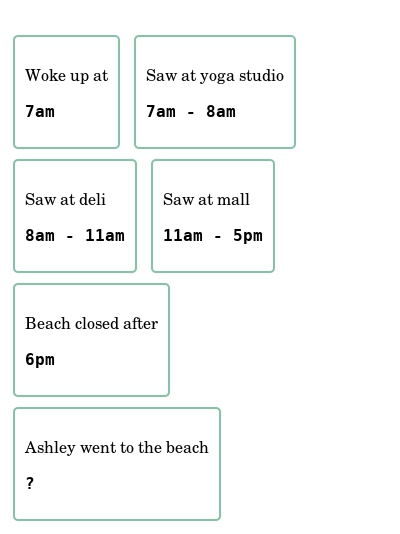 Woke up at
7am
Saw at yoga studio
7am - 8am
Saw at deli
8am - 11am
Saw at mall
11am - 5pm
Beach closed after
6pm
Ashley went to the beach
?